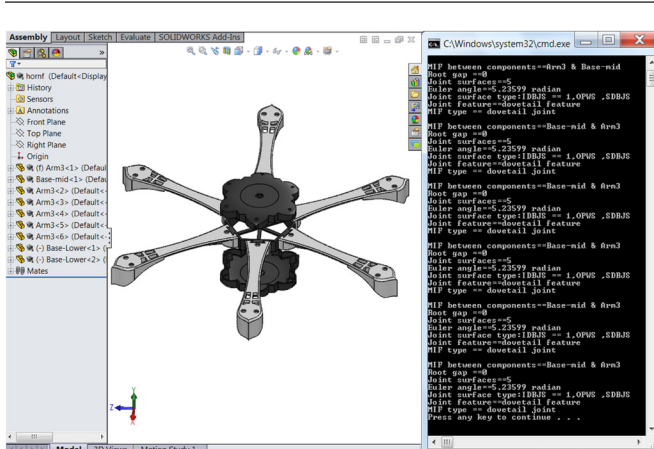 Assembly Layout Sketch Evaluate SOLIDWORKS Add-Ins
hornf (Default<Display
History
Sensors
Annotations
Front Plane
Top Plane
Right Plane
Origin
(f) Arm3<1> (Defaul
Base-mid<1> (Defau
Arm3<2> (Default<
Arm3<3> (Default<
Arm3<4> (Default<
Arm3<5> (Default<
Arm3<6> (Default<
(-) Base-Lower<1> (
(-) Base-Lower<2> (
Mates
Y
Z
X
Model 3D Views Motion Study 1
C:\Windows\system32\cmd.exe
MIF between components==Arm3 & Base-mid
Root gap ==0
Joint surfaces==5
Euler angle==5.23599 radian
Joint surface type:IDBJS == 1,OPWS ,SDBJS
Joint feature==dovetail feature
MIF type == dovetail joint
MIF between components==Base-mid & Arm3
Root gap ==0
Joint surfaces==5
Euler angle==5.23599 radian
Joint surface type:IDBJS == 1,OPWS ,SDBJS
Joint feature==dovetail feature
MIF type == dovetail joint
MIF between components==Base-mid & Arm3
Root gap ==0
Joint surfaces==5
Euler angle==5.23599 radian
Joint surface type:IDBJS == 1,OPWS ,SDBJS
Joint feature==dovetail feature
MIF type == dovetail joint
MIF between components==Base-mid & Arm3
Root gap ==0
Joint surfaces==5
Euler angle==5.23599 radian
Joint surface type:IDBJS == 1,OPWS ,SDBJS
Joint feature==dovetail feature
MIF type == dovetail joint
MIF between components==Base-mid & Arm3
Root gap ==0
Joint surfaces==5
Euler angle==5.23599 radian
Joint surface type:IDBJS == 1,OPWS ,SDBJS
Joint feature==dovetail feature
MIF type == dovetail joint
MIF between components==Base-mid & Arm3
Root gap ==0
Joint surfaces==5
Euler angle==5.23599 radian
Joint surface type:IDBJS == 1,OPWS ,SDBJS
Joint feature==dovetail feature
MIF type == dovetail joint
Press any key to continue . . .